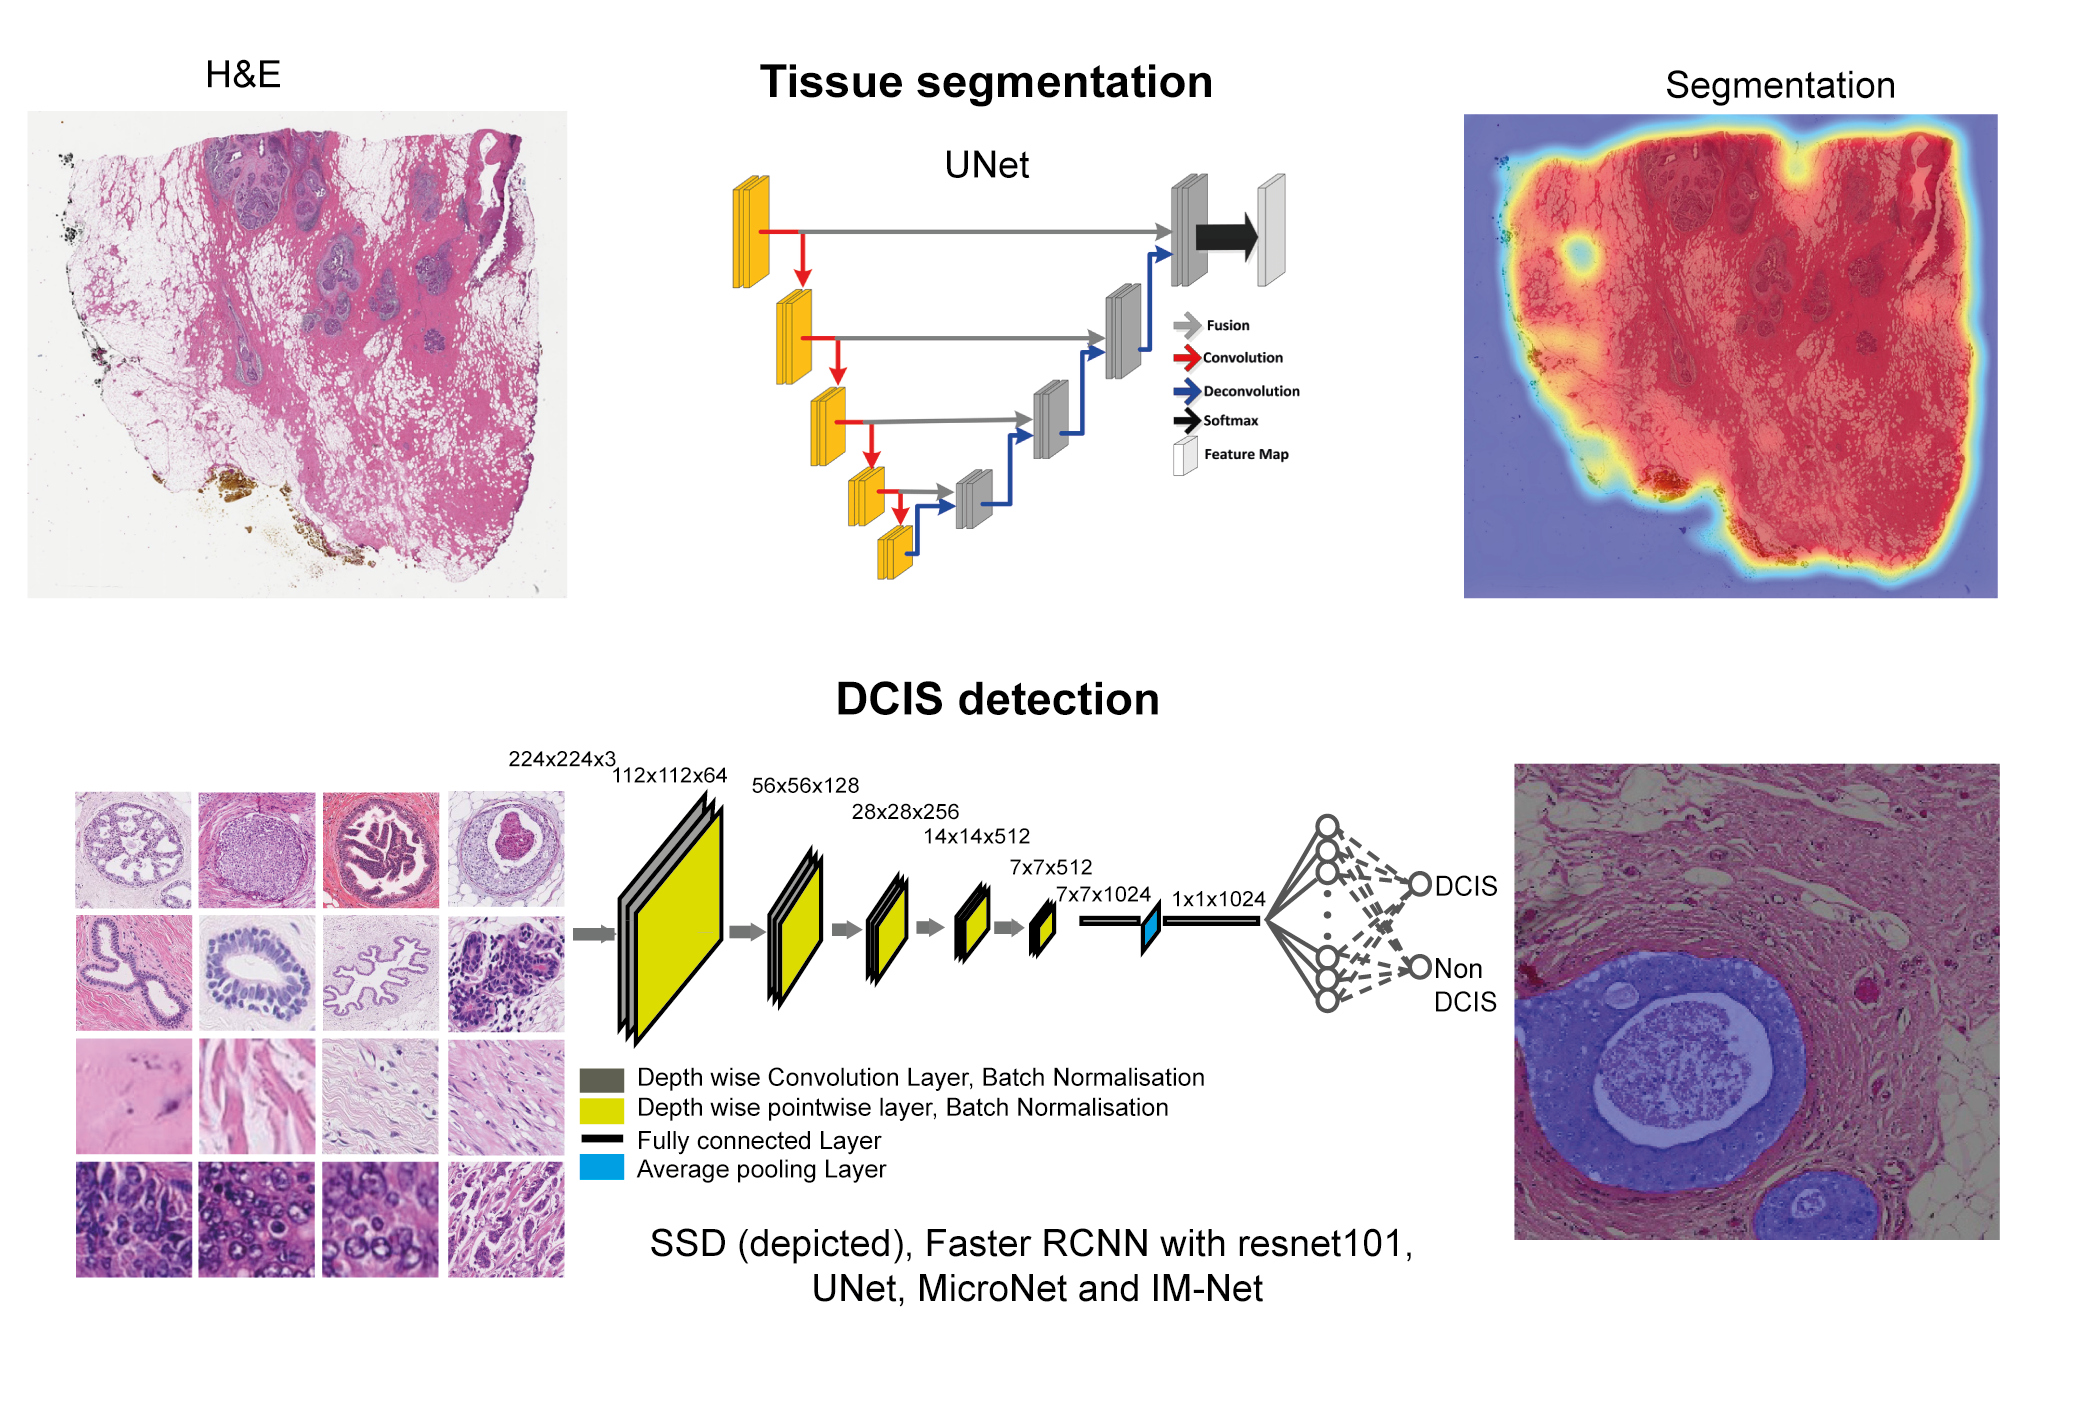 H&E
Tissue segmentation
Segmentation
UNet
Fusion
Convolution
Deconvolution
Softmax
Feature Map
DCIS detection
224x224x3
112x112x64
56x56x128
28x28x256
14x14x512
7x7x512
7x7x1024
1x1x1024
DCIS
Non
DCIS
Depth wise Convolution Layer, Batch Normalisation
Depth wise pointwise layer, Batch Normalisation
Fully connected Layer
Average pooling Layer
SSD (depicted), Faster RCNN with resnet101,
UNet, MicroNet and IM-Net